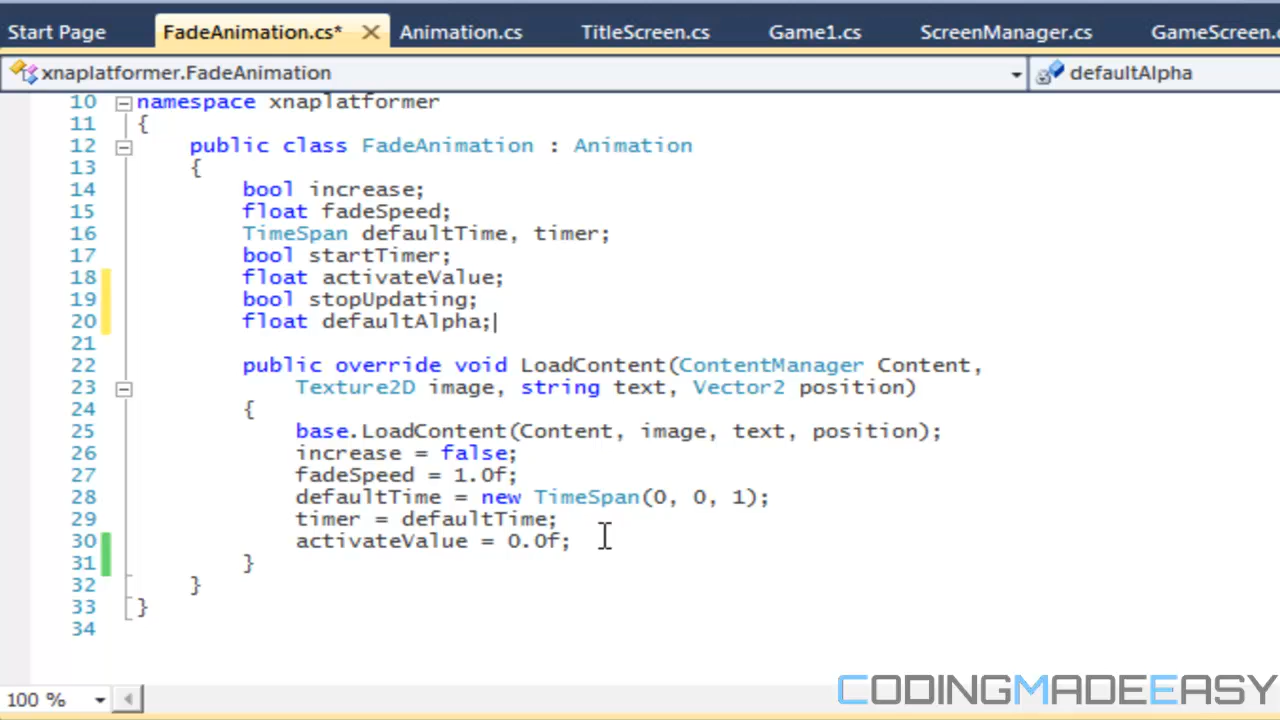 Start Page FadeAnimation.cs* Animation.cs TitleScreen.cs Game1.cs ScreenManager.cs GameScreen.c
xnaplatformer.FadeAnimation defaultAlpha
10 namespace xnaplatformer
11 {
12 public class FadeAnimation : Animation
13 {
14 bool increase;
15 float fadeSpeed;
16 TimeSpan defaultTime, timer;
17 bool startTimer;
18 float activateValue;
19 bool stopUpdating;
20 float defaultAlpha;
21
22 public override void LoadContent(ContentManager Content,
23 Texture2D image, string text, Vector2 position)
24 {
25 base.LoadContent(Content, image, text, position);
26 increase = false;
27 fadeSpeed = 1.0f;
28 defaultTime = new TimeSpan(0, 0, 1);
29 timer = defaultTime;
30 activateValue = 0.0f;
31 }
32 }
33 }
34
100 %
CODINGMADEEASY